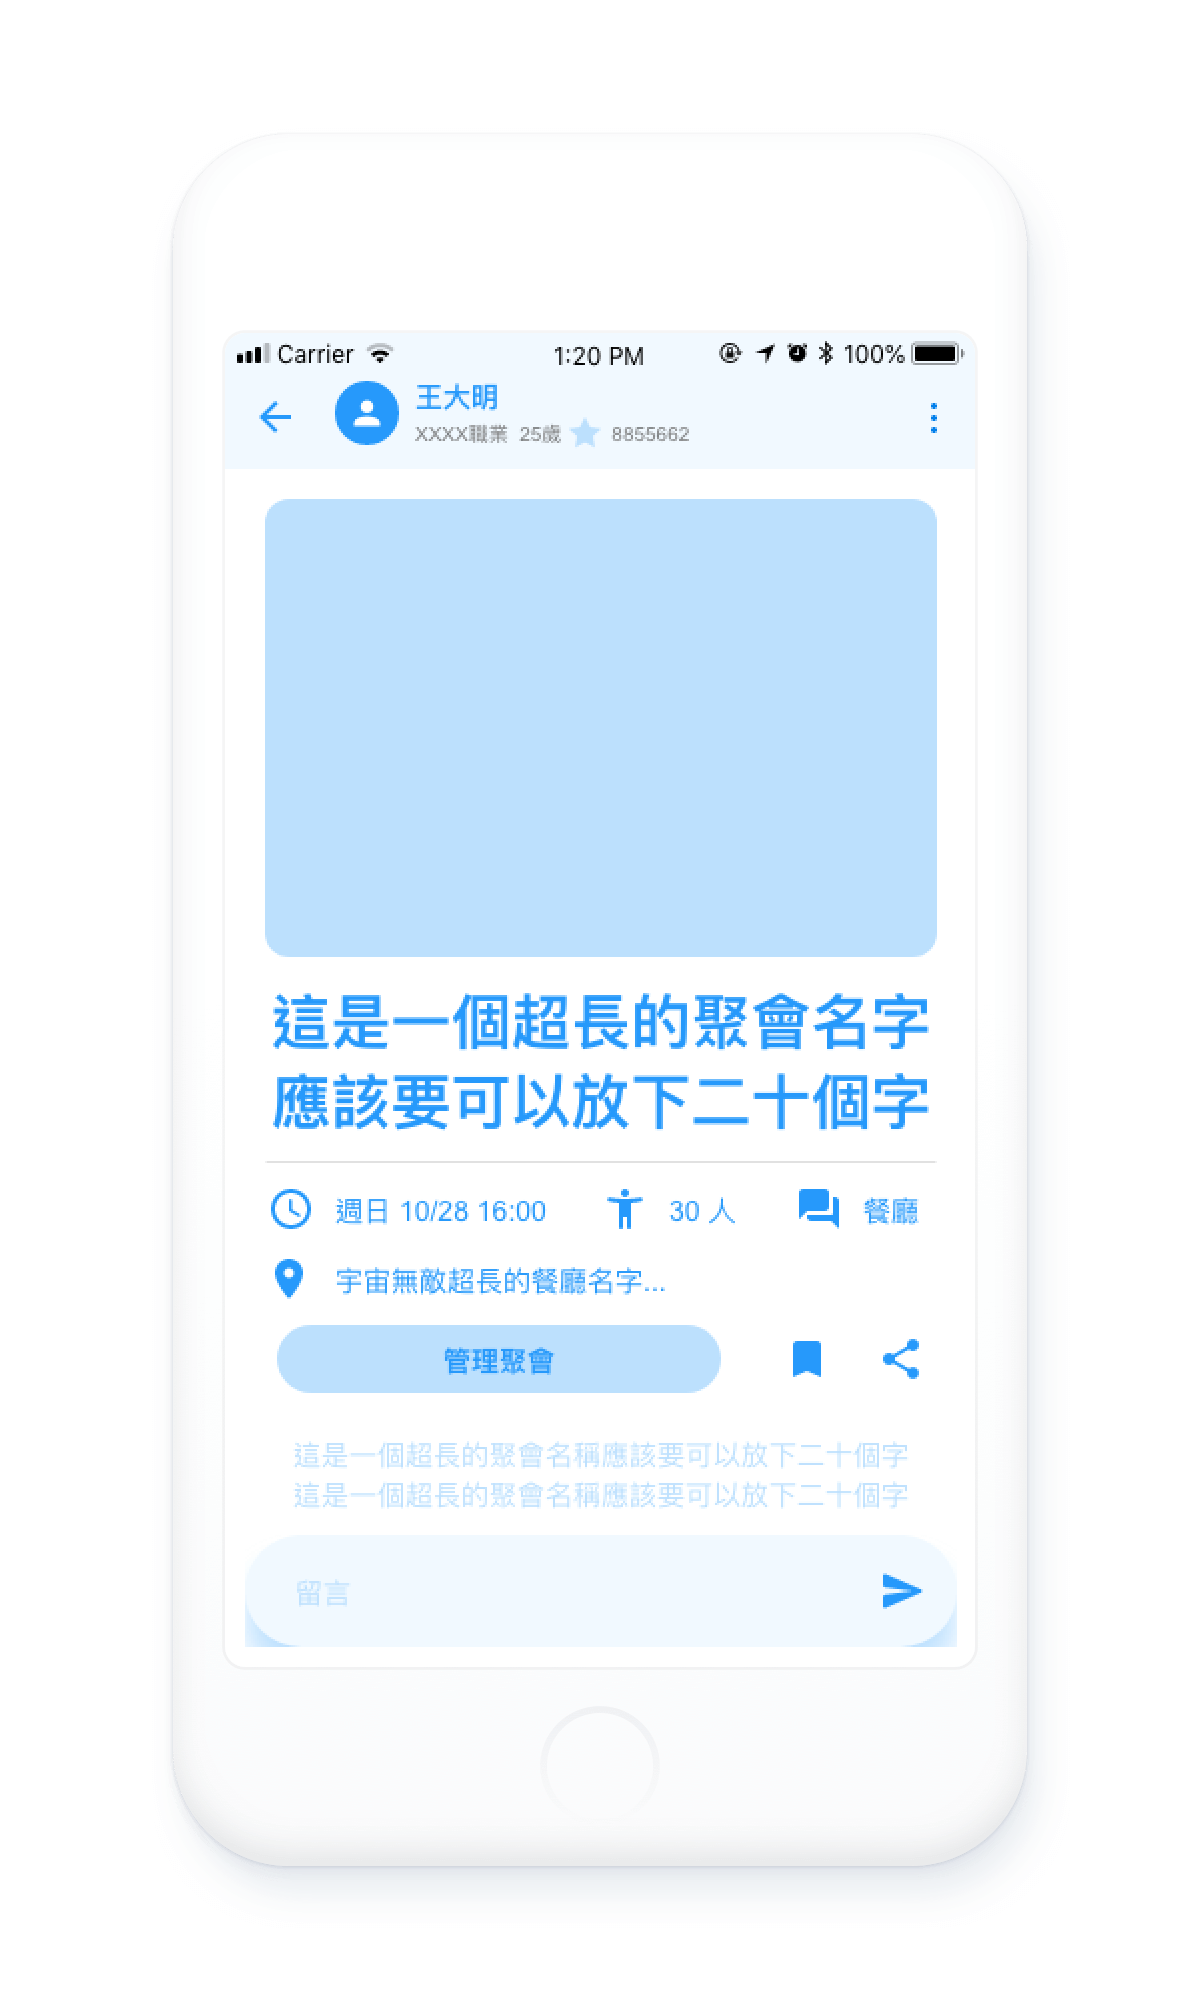 Carrier 1:20 PM 100%
王大明
XXXX職業 25歲 8855662
這是一個超長的聚會名字
應該要可以放下二十個字
週日 10/28 16:00 30 人 餐廳
宇宙無敵超長的餐廳名字...
管理聚會
這是一個超長的聚會名稱應該要可以放下二十個字
這是一個超長的聚會名稱應該要可以放下二十個字
留言